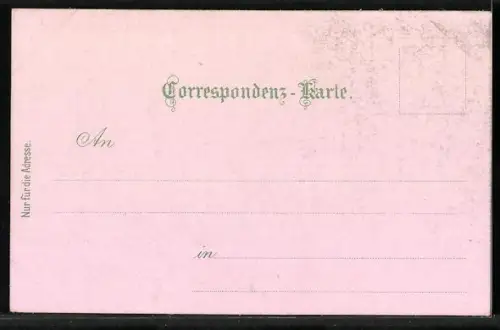 Correspondenz-Karte.
An
in
Nur für die Adresse.